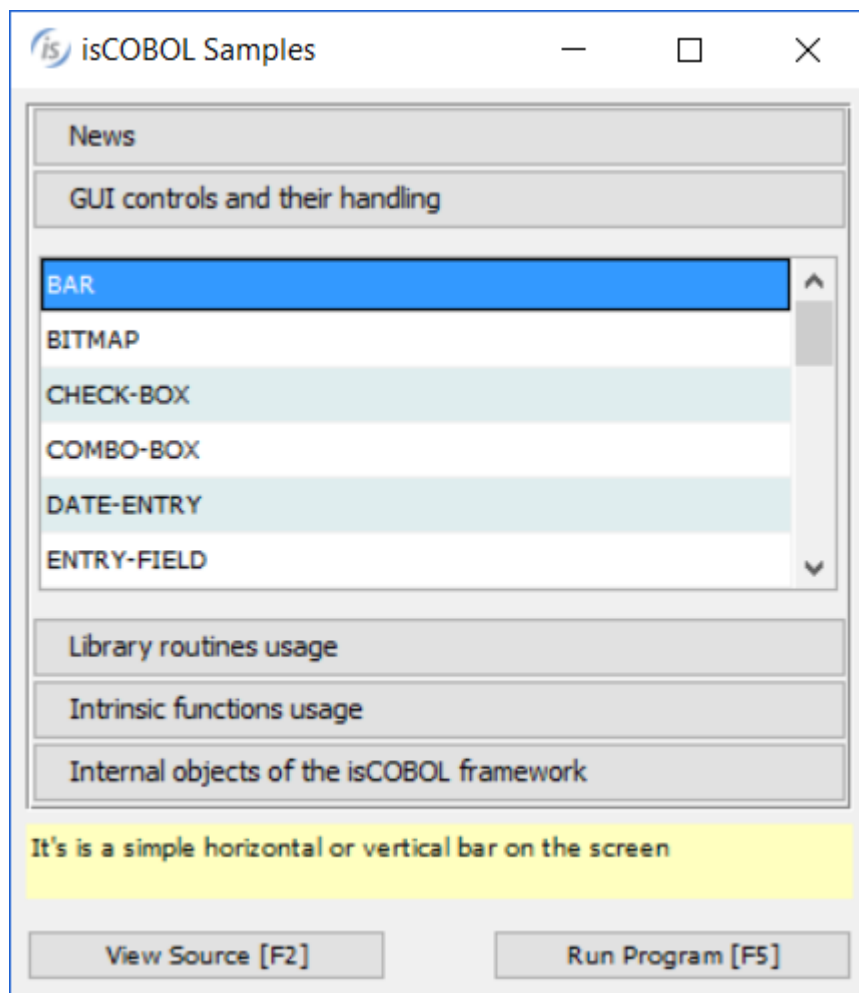 is isCOBOL Samples
News
GUI controls and their handling
BAR
BITMAP
CHECK-BOX
COMBO-BOX
DATE-ENTRY
ENTRY-FIELD
Library routines usage
Intrinsic functions usage
Internal objects of the isCOBOL framework
It's is a simple horizontal or vertical bar on the screen
View Source [F2] Run Program [F5]